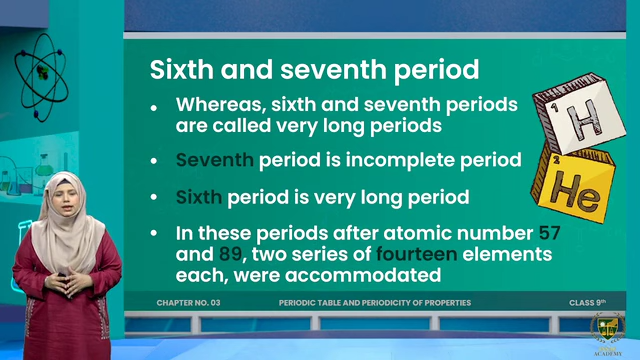 Sixth and seventh period
• Whereas, sixth and seventh periods
are called very long periods
• Seventh period is incomplete period
• Sixth period is very long period
• In these periods after atomic number 57
and 89, two series of fourteen elements
each, were accommodated
1
H
2
He
CHAPTER NO. 03 PERIODIC TABLE AND PERIODICITY OF PROPERTIES CLASS 9th
ACADEMY